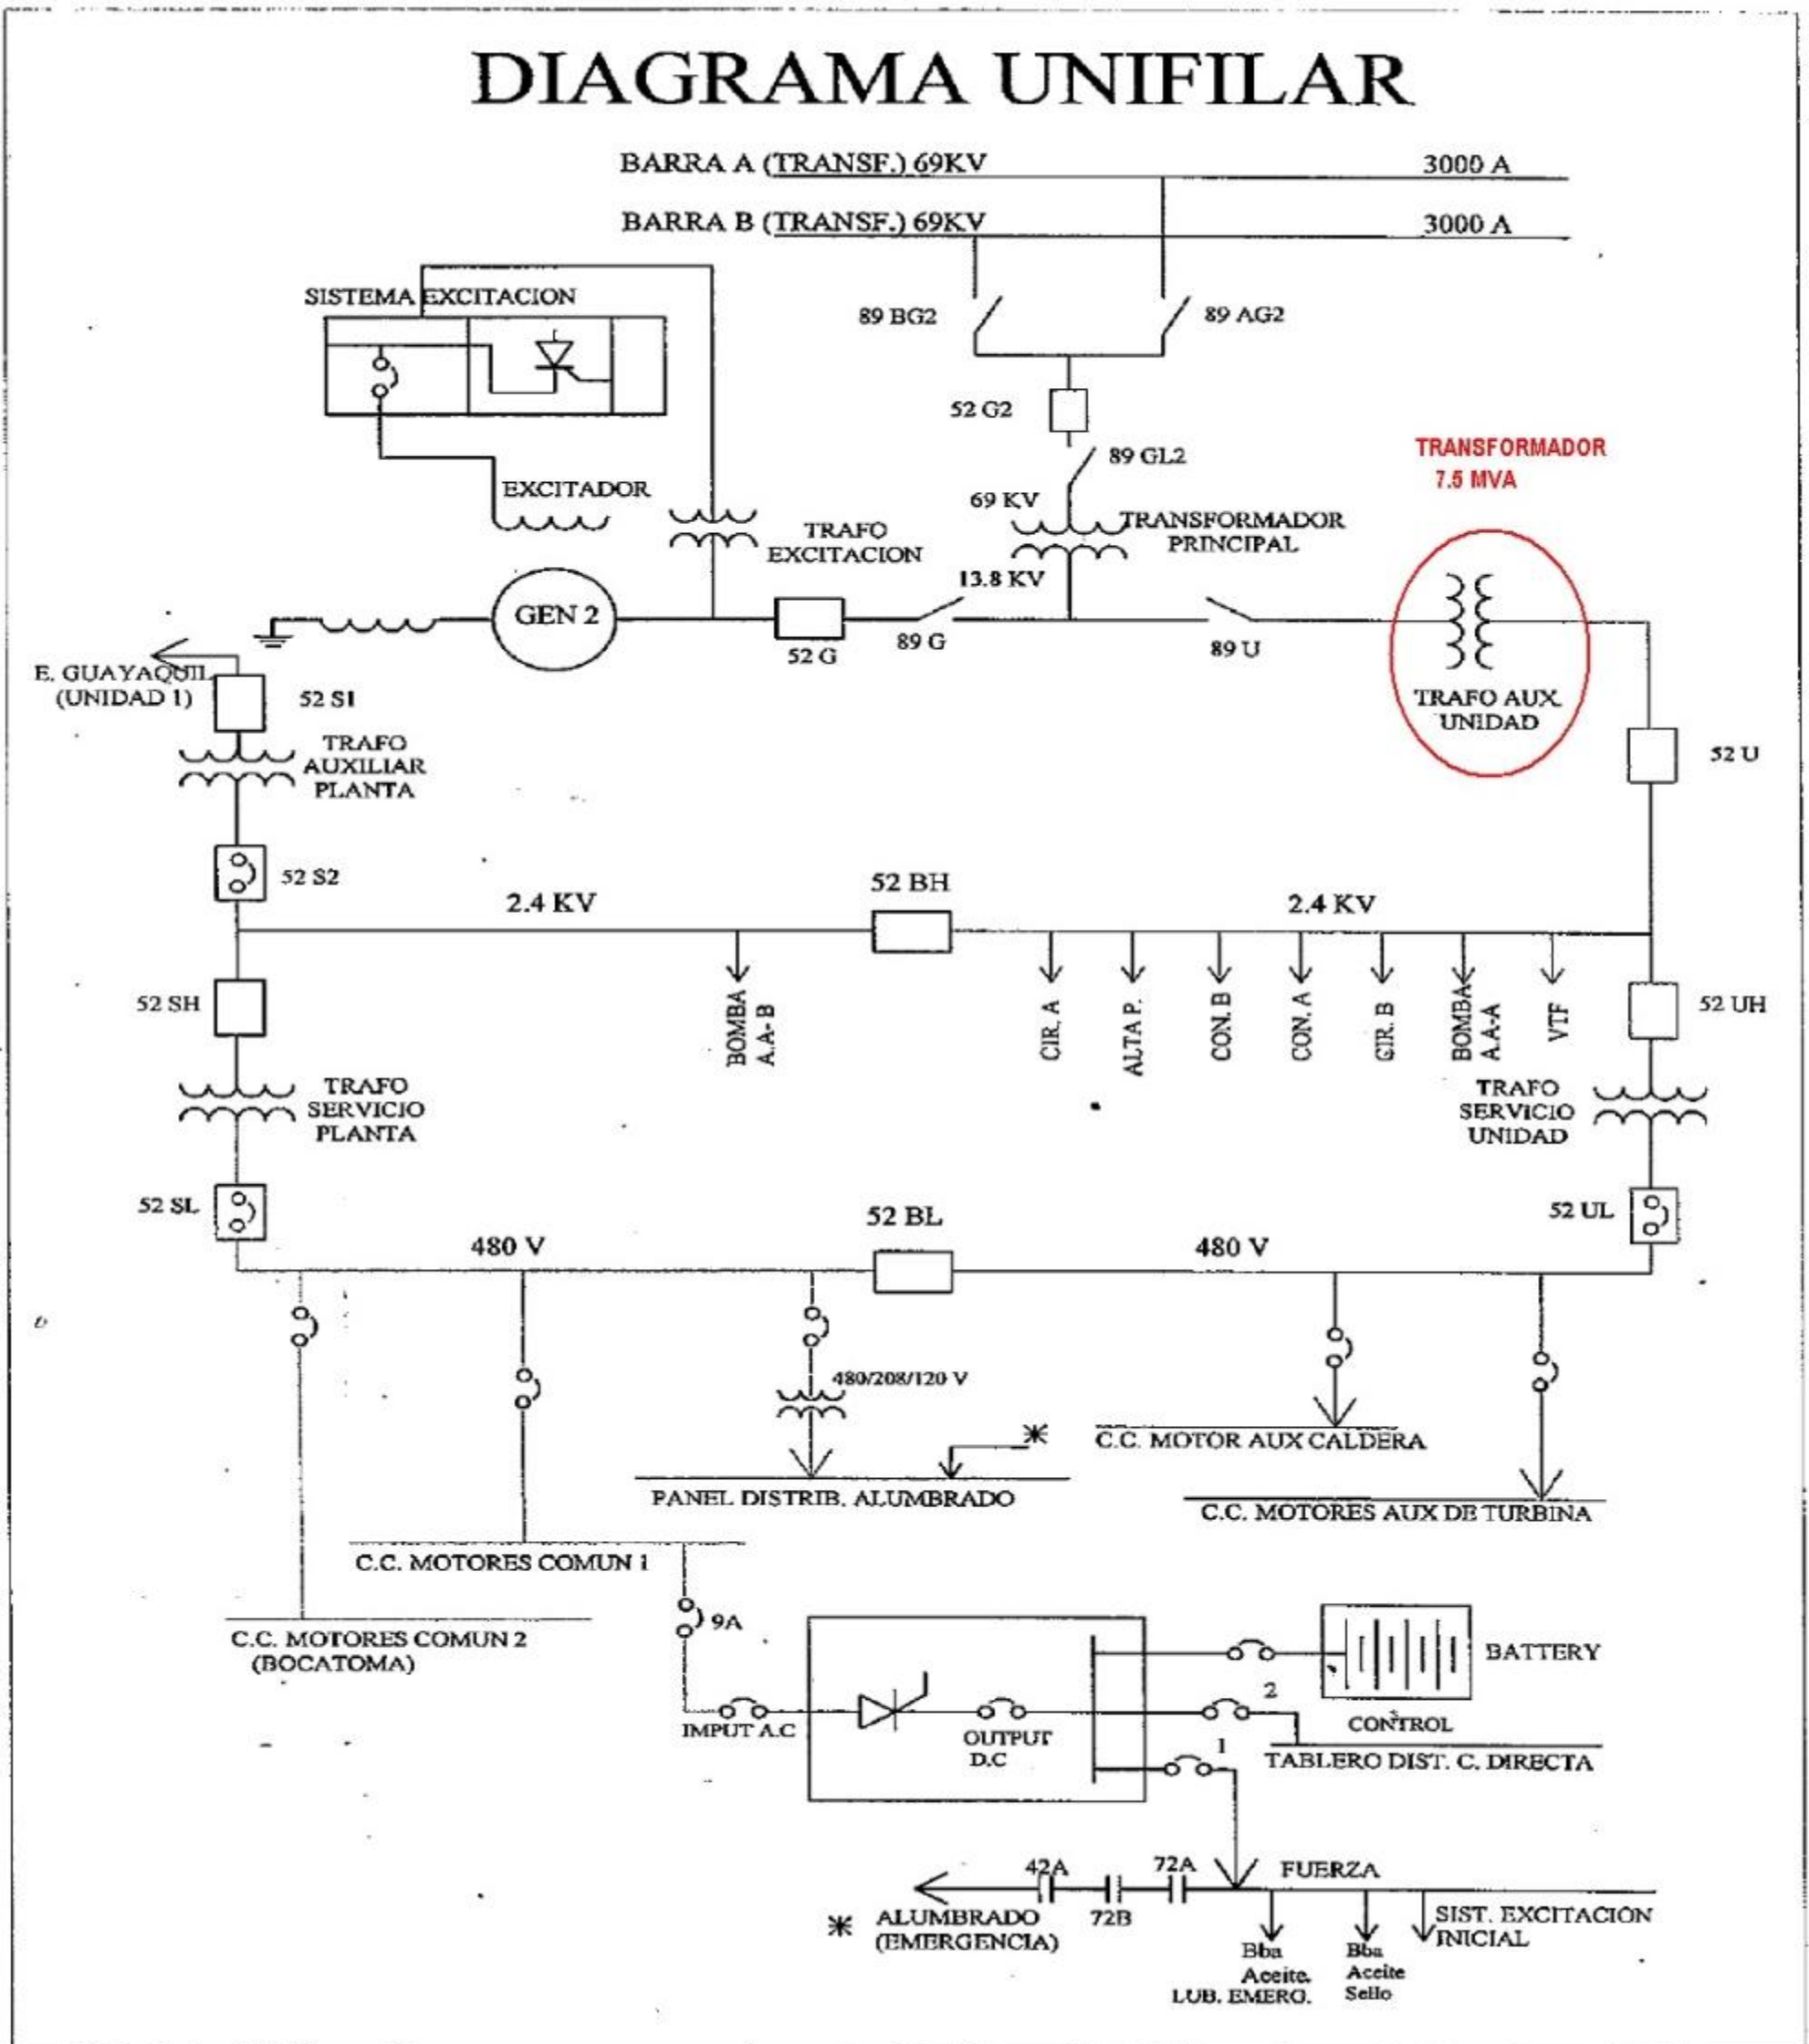 DIAGRAMA UNIFILAR
BARRA A (TRANSF.) 69KV
3000 A
BARRA B (TRANSF.) 69KV
3000 A
SISTEMA EXCITACION
89 BG2
89 AG2
52 G2
89 GL2
TRANSFORMADOR
7.5 MVA
EXCITADOR
69 KV
TRAFO
EXCITACION
TRANSFORMADOR
PRINCIPAL
13.8 KV
GEN 2
52 G
89 G
89 U
E. GUAYAQUIL
(UNIDAD 1)
52 S1
TRAFO AUX.
UNIDAD
TRAFO
AUXILIAR
PLANTA
52 U
52 S2
2.4 KV
52 BH
2.4 KV
52 SH
BOMBA
A.A-B
CIR. A
ALTA P.
CON. B
CON. A
GIR. B
BOMBA
A.A-A
VTF
52 UH
TRAFO
SERVICIO
PLANTA
TRAFO
SERVICIO
UNIDAD
52 SL
52 UL
480 V
52 BL
480 V
480/208/120 V
*
C.C. MOTOR AUX CALDERA
PANEL DISTRIB. ALUMBRADO
C.C. MOTORES AUX DE TURBINA
C.C. MOTORES COMUN 1
9A
C.C. MOTORES COMUN 2
(BOCATOMA)
BATTERY
2
IMPUT A.C
OUTPUT
D.C
CONTROL
1
TABLERO DIST. C. DIRECTA
42A
72A
FUERZA
* ALUMBRADO
(EMERGENCIA)
72B
SIST. EXCITACION
INICIAL
Bba
Aceite.
LUB. EMERG.
Bba
Aceite
Sello